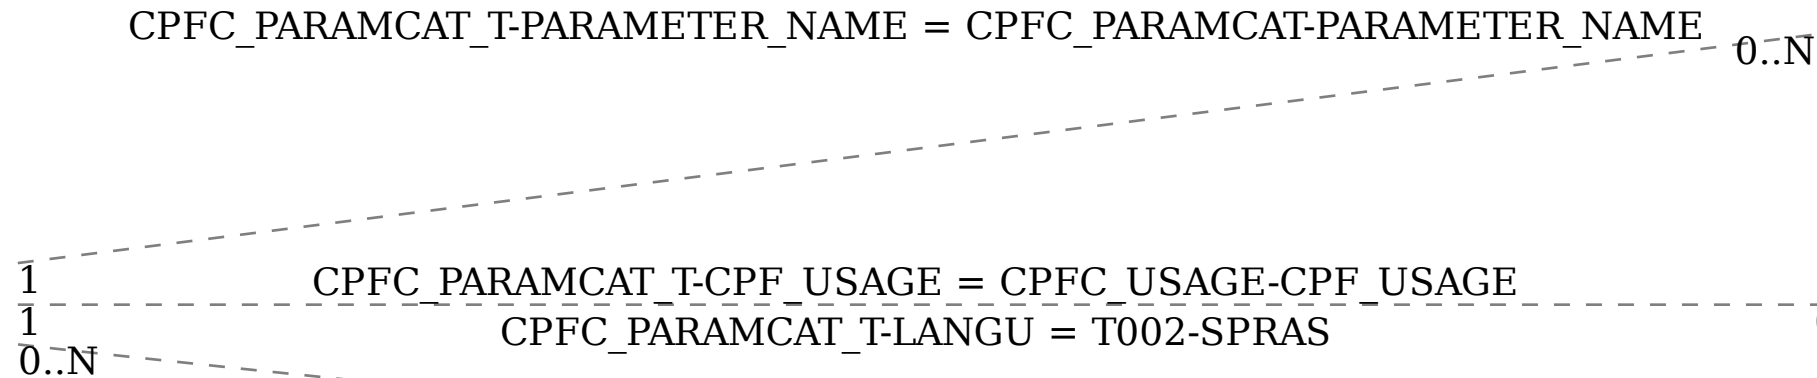 CPFC_PARAMCAT_T-PARAMETER_NAME = CPFC_PARAMCAT-PARAMETER_NAME
0..N
1
CPFC_PARAMCAT_T-CPF_USAGE = CPFC_USAGE-CPF_USAGE
1
CPFC_PARAMCAT_T-LANGU = T002-SPRAS
0..N